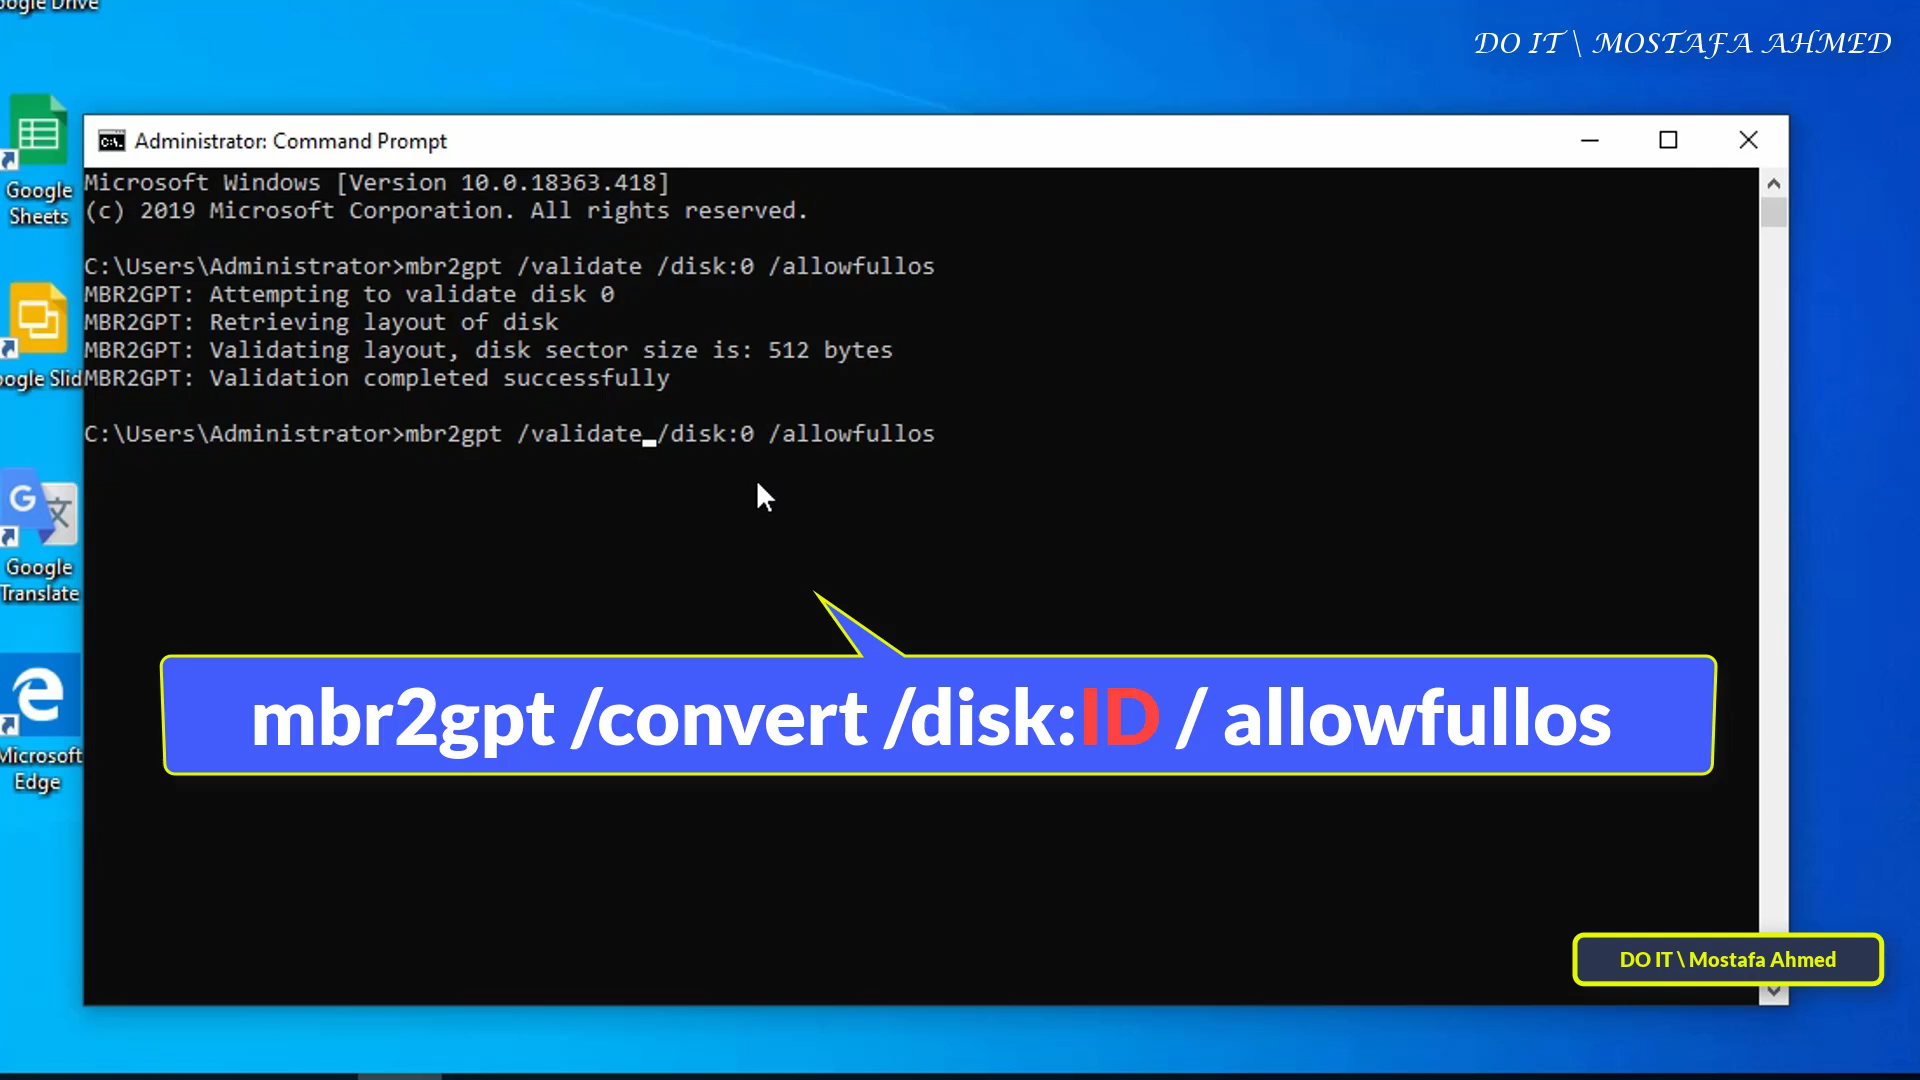 oogle Drive
DO IT \ MOSTAFA AHMED
Administrator: Command Prompt
Microsoft Windows [Version 10.0.18363.418]
(c) 2019 Microsoft Corporation. All rights reserved.
Google
Sheets
C:\Users\Administrator>mbr2gpt /validate /disk:0 /allowfullos
MBR2GPT: Attempting to validate disk 0
MBR2GPT: Retrieving layout of disk
MBR2GPT: Validating layout, disk sector size is: 512 bytes
MBR2GPT: Validation completed successfully
oogle Slid
C:\Users\Administrator>mbr2gpt /validate /disk:0 /allowfullos
Google
Translate
mbr2gpt /convert /disk:ID / allowfullos
Microsoft
Edge
DO IT \ Mostafa Ahmed